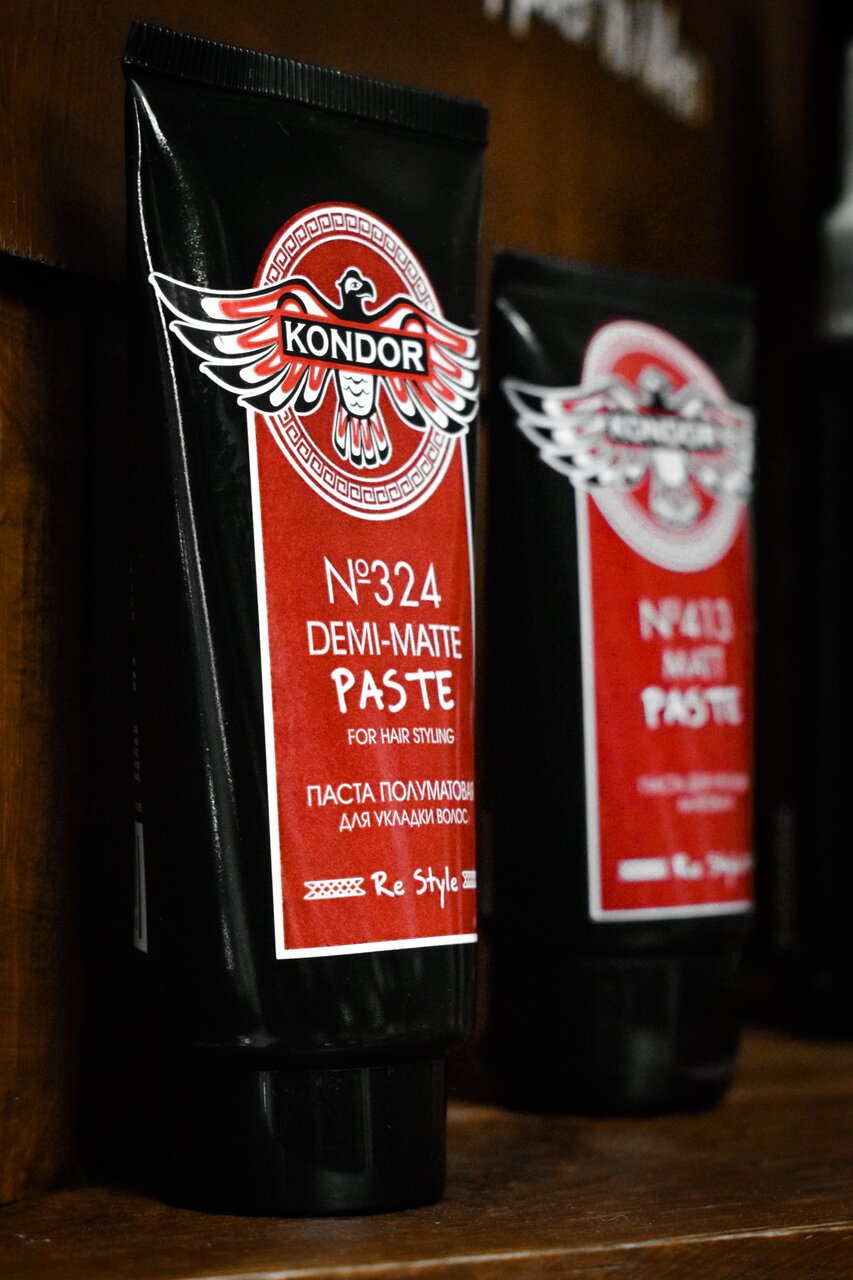 KONDOR
№324
DEMI-MATTE
PASTE
FOR HAIR STYLING
ПАСТА ПОЛУМАТОВАЯ
ДЛЯ УКЛАДКИ ВОЛОС
Re Style
KONDOR
№413
MATT
PASTE
Re Style